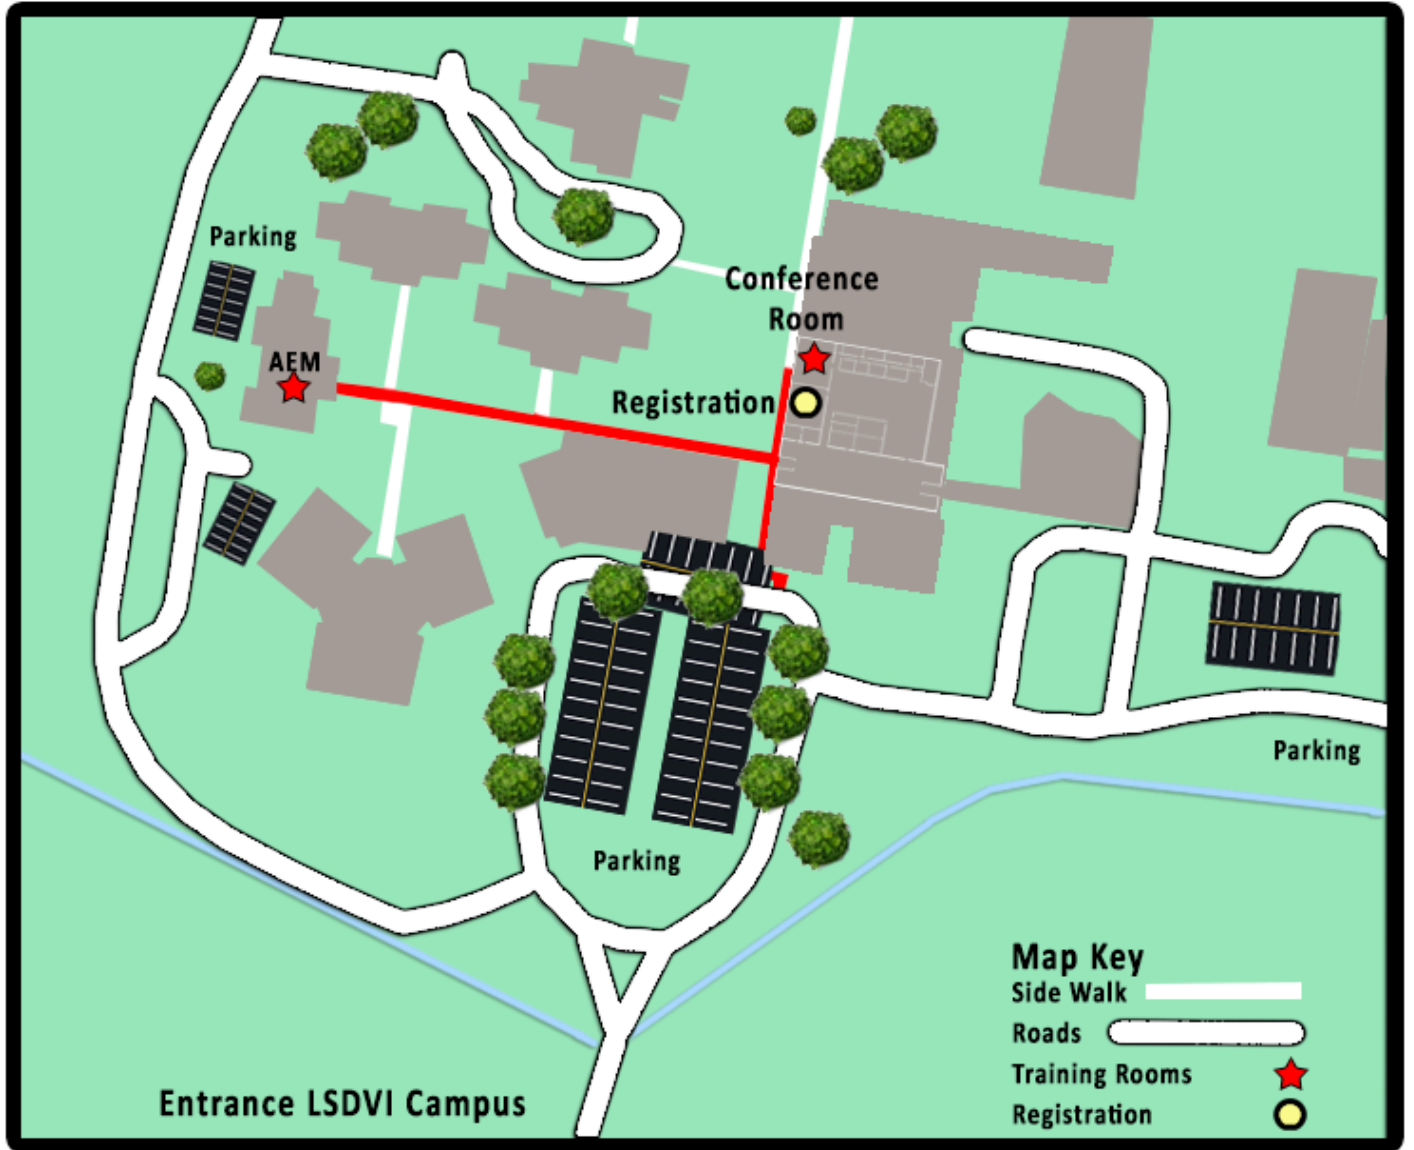 Parking
Conference
Room
AEM
Registration
Parking
Parking
Map Key
Side Walk
Roads
Training Rooms
Registration
Entrance LSDVI Campus